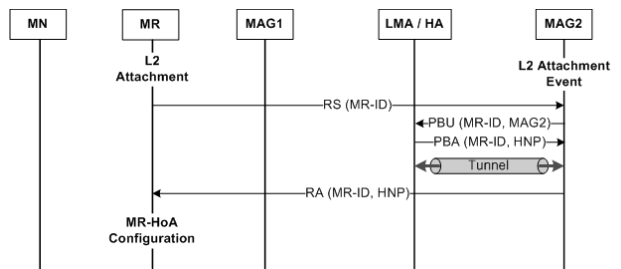 MN
MR
MAG1
LMA / HA
MAG2
L2
Attachment
L2 Attachment
Event
RS (MR-ID)
PBU (MR-ID, MAG2)
PBA (MR-ID, HNP)
Tunnel
RA (MR-ID, HNP)
MR-HoA
Configuration